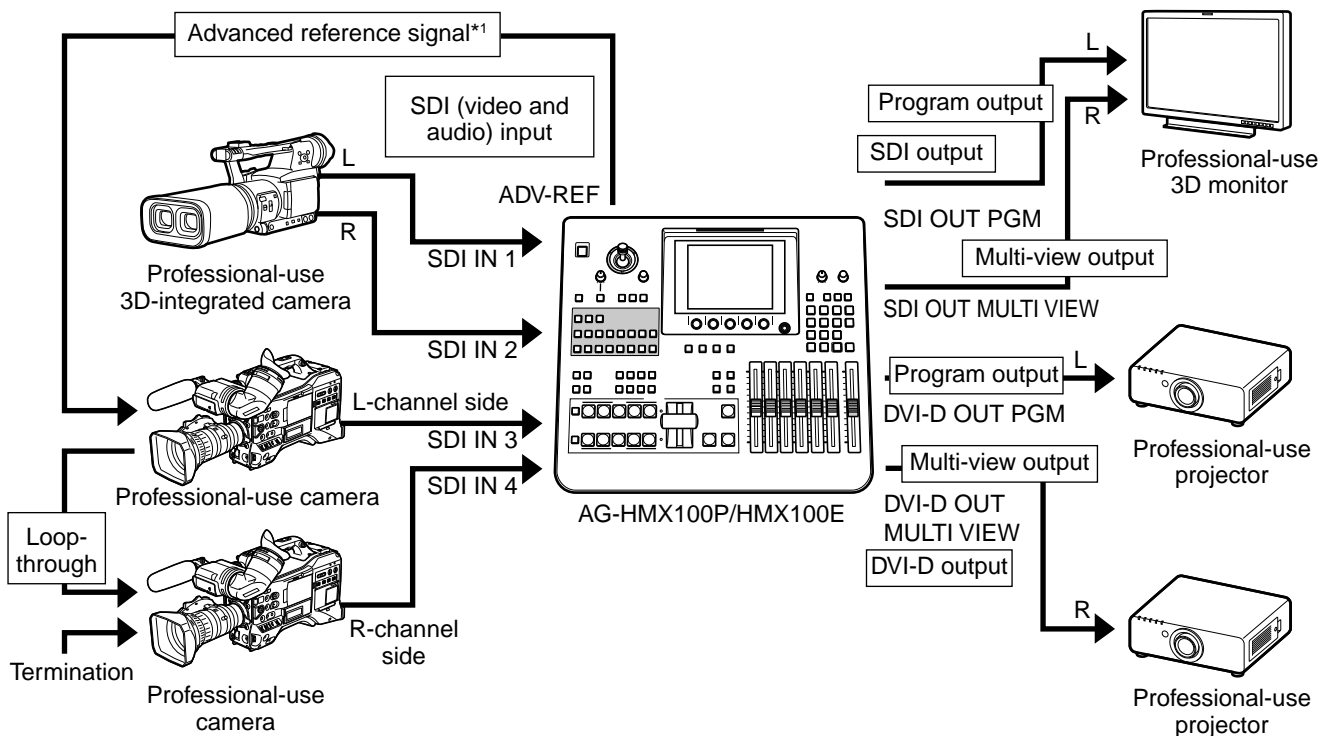 Advanced reference signal*1
SDI (video and
audio) input
ADV-REF
L
R
SDI IN 1
Professional-use
3D-integrated camera
SDI IN 2
L-channel side
SDI IN 3
SDI IN 4
Professional-use camera
Loop-
through
R-channel
side
Termination
Professional-use
camera
AG-HMX100P/HMX100E
L
Program output
R
SDI output
Professional-use
3D monitor
SDI OUT PGM
Multi-view output
SDI OUT MULTI VIEW
Program output
L
DVI-D OUT PGM
Professional-use
projector
Multi-view output
DVI-D OUT
MULTI VIEW
DVI-D output
R
Professional-use
projector